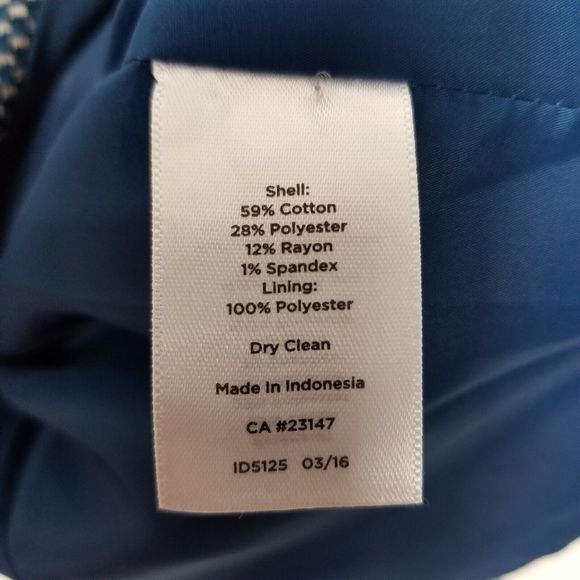 Shell:
59% Cotton
28% Polyester
12% Rayon
1% Spandex
Lining:
100% Polyester
Dry Clean
Made In Indonesia
CA #23147
ID5125 03/16